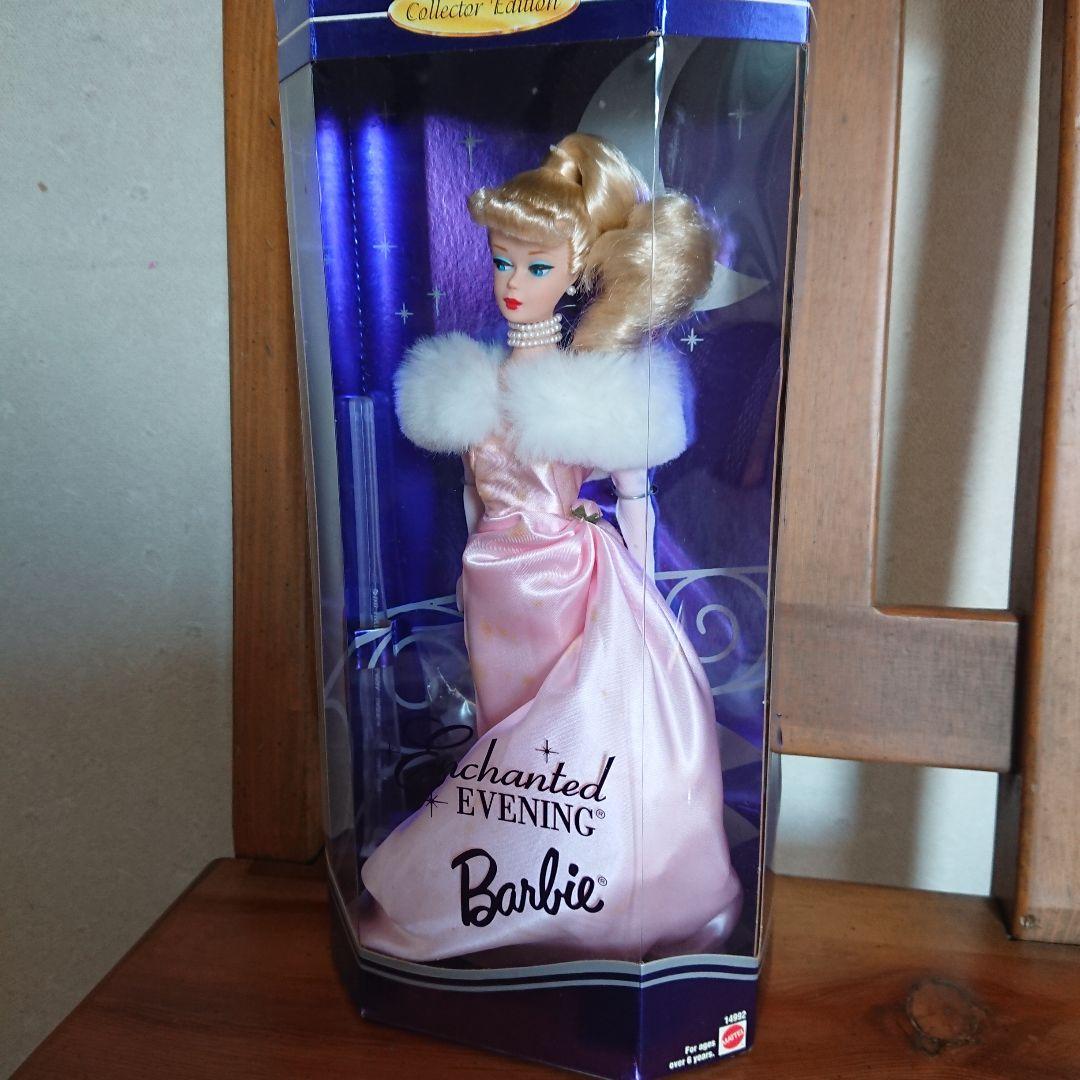 Collector Edition
Enchanted
EVENING®
Barbie®
14992
For ages
over 6 years.
MATTEL